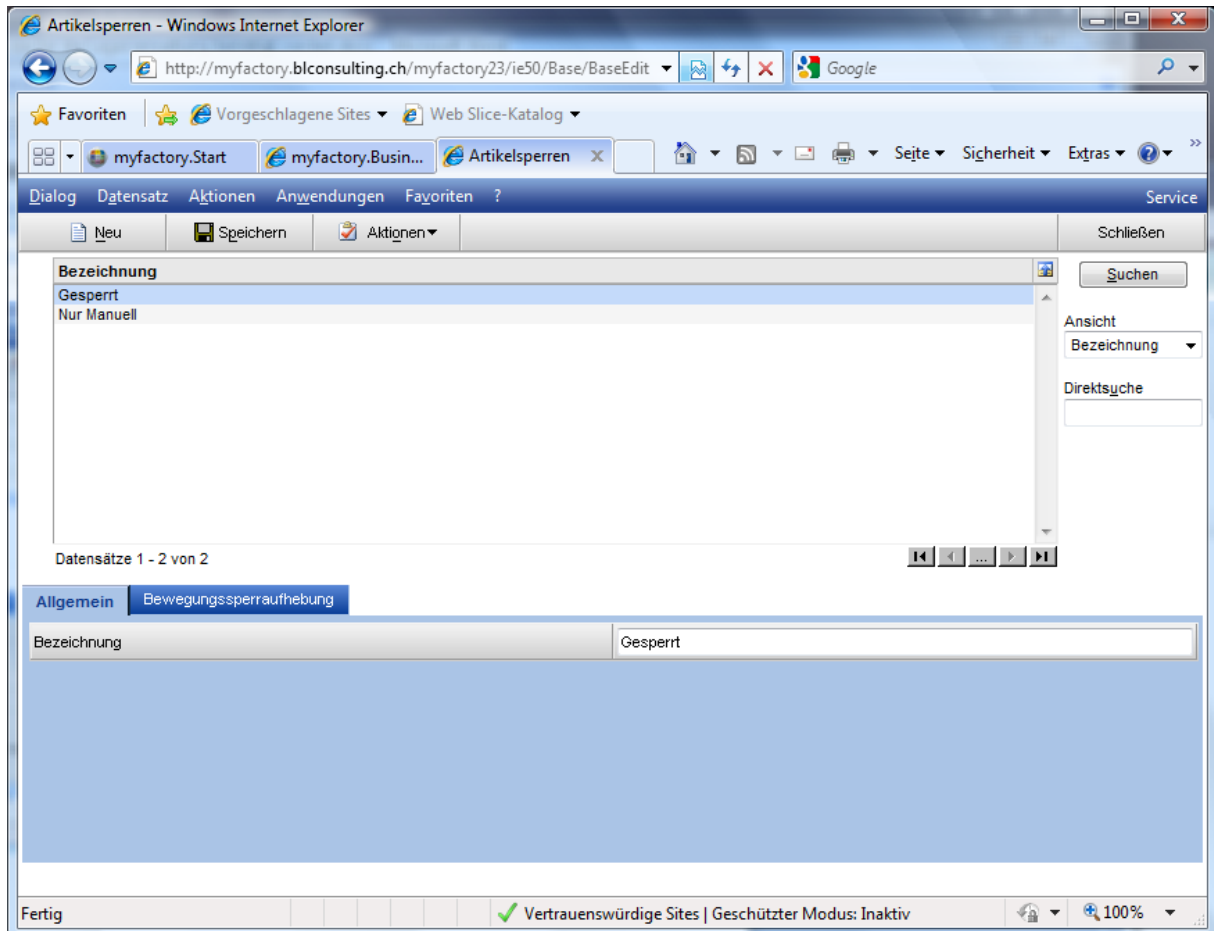 Artikelsperren - Windows Internet Explorer
http://myfactory.blconsulting.ch/myfactory23/ie50/Base/BaseEdit
Google
Favoriten Vorgeschlagene Sites Web Slice-Katalog
myfactory.Start myfactory.Busin... Artikelsperren Seite Sicherheit Extras
Dialog Datensatz Aktionen Anwendungen Favoriten ? Service
Neu Speichern Aktionen Schließen
Bezeichnung
Suchen
Gesperrt
Nur Manuell
Ansicht
Bezeichnung
Direktsuche
Datensätze 1 - 2 von 2
...
Allgemein Bewegungssperraufhebung
Bezeichnung Gesperrt
Fertig Vertrauenswürdige Sites | Geschützter Modus: Inaktiv 100%